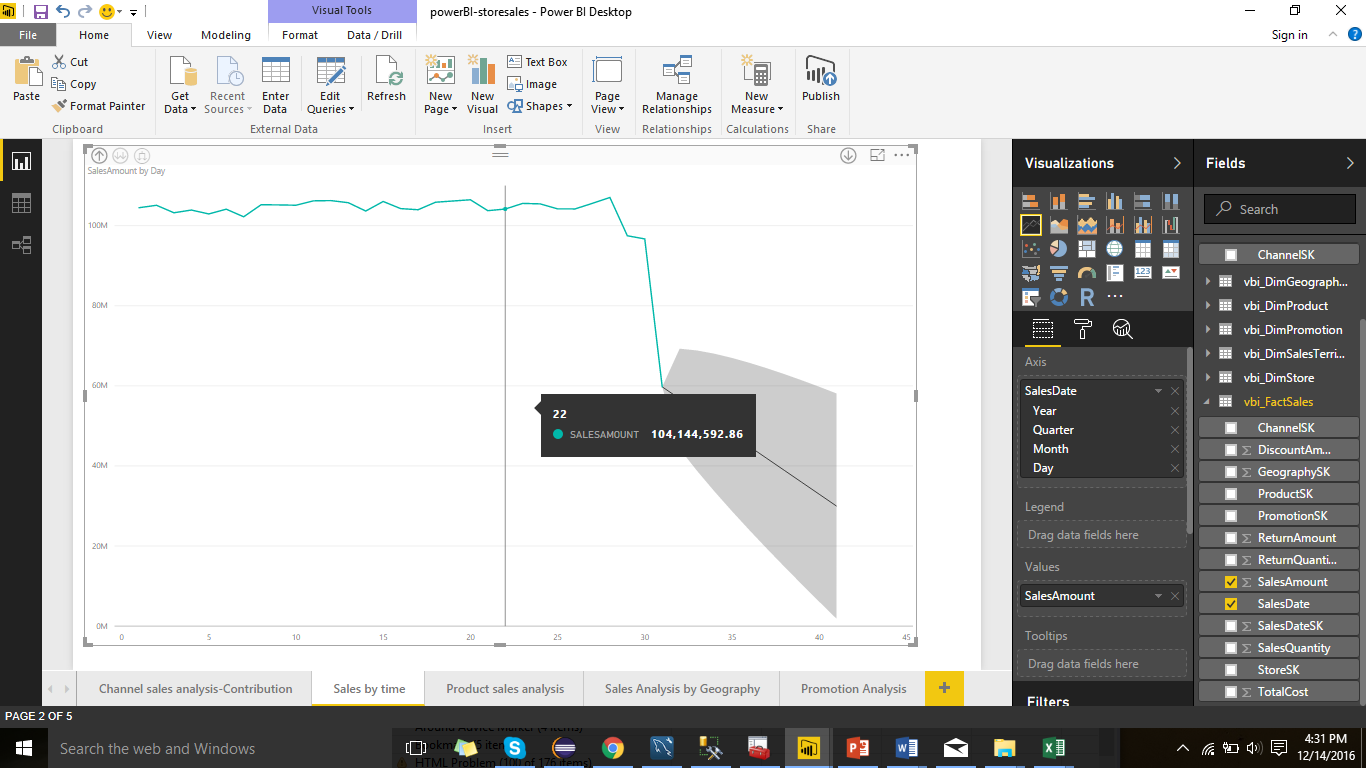 Visual Tools
powerBI-storesales - Power BI Desktop
File Home View Modeling Format Data / Drill Sign in
Paste
Cut
Copy
Format Painter
Clipboard
Get Data
Recent Sources
Enter Data
Edit Queries
Refresh
External Data
New Page
New Visual
Text Box
Image
Shapes
Insert
Page View
View
Manage Relationships
Relationships
New Measure
Calculations
Publish
Share
SalesAmount by Day
100M
80M
60M
40M
20M
0M
0 5 10 15 20 25 30 35 40 45
22
SALESAMOUNT 104,144,592.86
Visualizations
R
Axis
SalesDate
Year
Quarter
Month
Day
Legend
Drag data fields here
Values
SalesAmount
Tooltips
Drag data fields here
Filters
Fields
Search
ChannelSK
vbi_DimGeograph...
vbi_DimProduct
vbi_DimPromotion
vbi_DimSalesTerri...
vbi_DimStore
vbi_FactSales
ChannelSK
DiscountAm...
GeographySK
ProductSK
PromotionSK
ReturnAmount
ReturnQuanti...
SalesAmount
SalesDate
SalesDateSK
SalesQuantity
StoreSK
TotalCost
Channel sales analysis-Contribution Sales by time Product sales analysis Sales Analysis by Geography Promotion Analysis +
PAGE 2 OF 5
Search the web and Windows
HTML Problem (100 of 176 items)
4:31 PM
12/14/2016